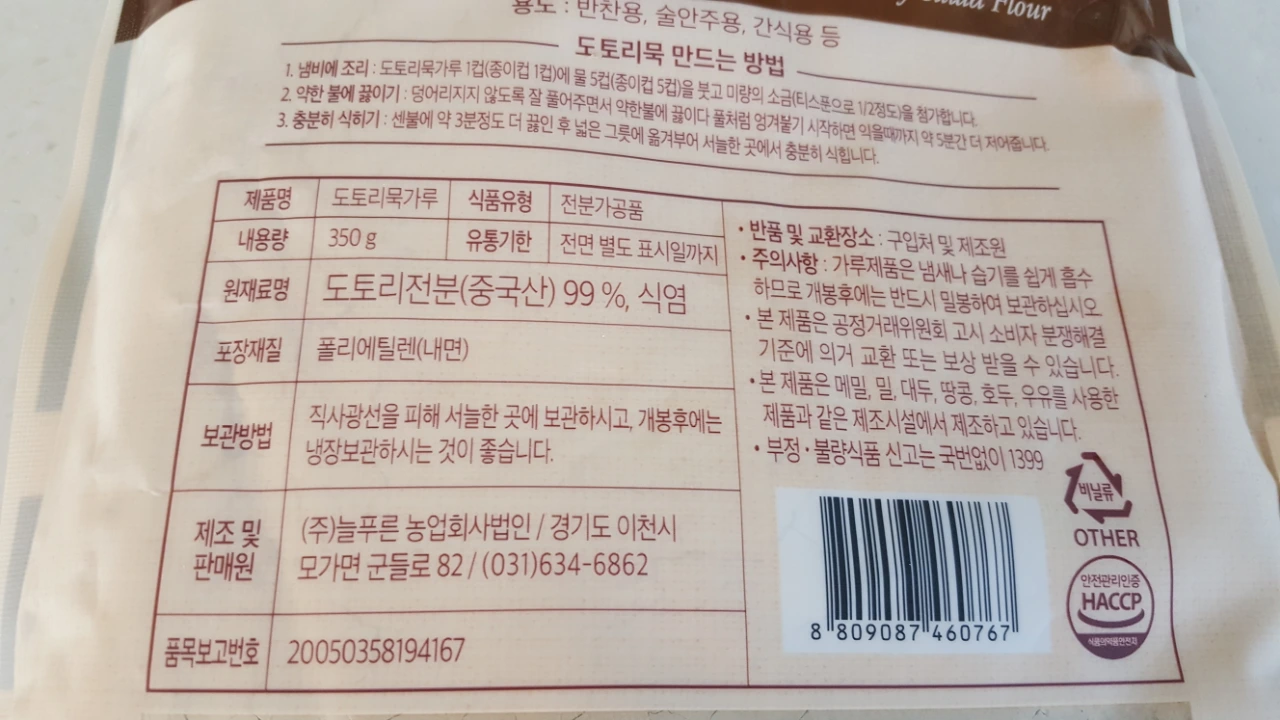 Flour
용도 : 반찬용, 술안주용, 간식용 등
도토리묵 만드는 방법
1. 냄비에 조리 : 도토리묵가루 1컵(종이컵 1컵)에 물 5컵(종이컵 5컵)을 붓고 미량의 소금(티스푼으로 1/2정도)을 첨가합니다.
2. 약한 불에 끓이기 : 덩어리지지 않도록 잘 풀어주면서 약한불에 끓이다 풀처럼 엉겨붙기 시작하면 익을때까지 약 5분간 더 저어줍니다.
3. 충분히 식히기 : 센불에 약 3분정도 더 끓인 후 넓은 그릇에 옮겨부어 서늘한 곳에서 충분히 식힙니다.
제품명 도토리묵가루 식품유형 전분가공품
내용량 350 g 유통기한 전면 별도 표시일까지
원재료명 도토리전분(중국산) 99 %, 식염
포장재질 폴리에틸렌(내면)
보관방법 직사광선을 피해 서늘한 곳에 보관하시고, 개봉후에는
냉장보관하시는 것이 좋습니다.
제조 및
판매원
(주)늘푸른 농업회사법인 / 경기도 이천시
모가면 군들로 82 / (031)634-6862
품목보고번호 20050358194167
• 반품 및 교환장소 : 구입처 및 제조원
• 주의사항 : 가루제품은 냄새나 습기를 쉽게 흡수
하므로 개봉후에는 반드시 밀봉하여 보관하십시오
• 본 제품은 공정거래위원회 고시 소비자 분쟁해결
기준에 의거 교환 또는 보상 받을 수 있습니다.
• 본 제품은 메밀, 밀, 대두, 땅콩, 호두, 우유를 사용한
제품과 같은 제조시설에서 제조하고 있습니다.
• 부정 · 불량식품 신고는 국번없이 1399
비닐류
OTHER
안전관리인증
HACCP
식품의약품안전처
8 809087 460767